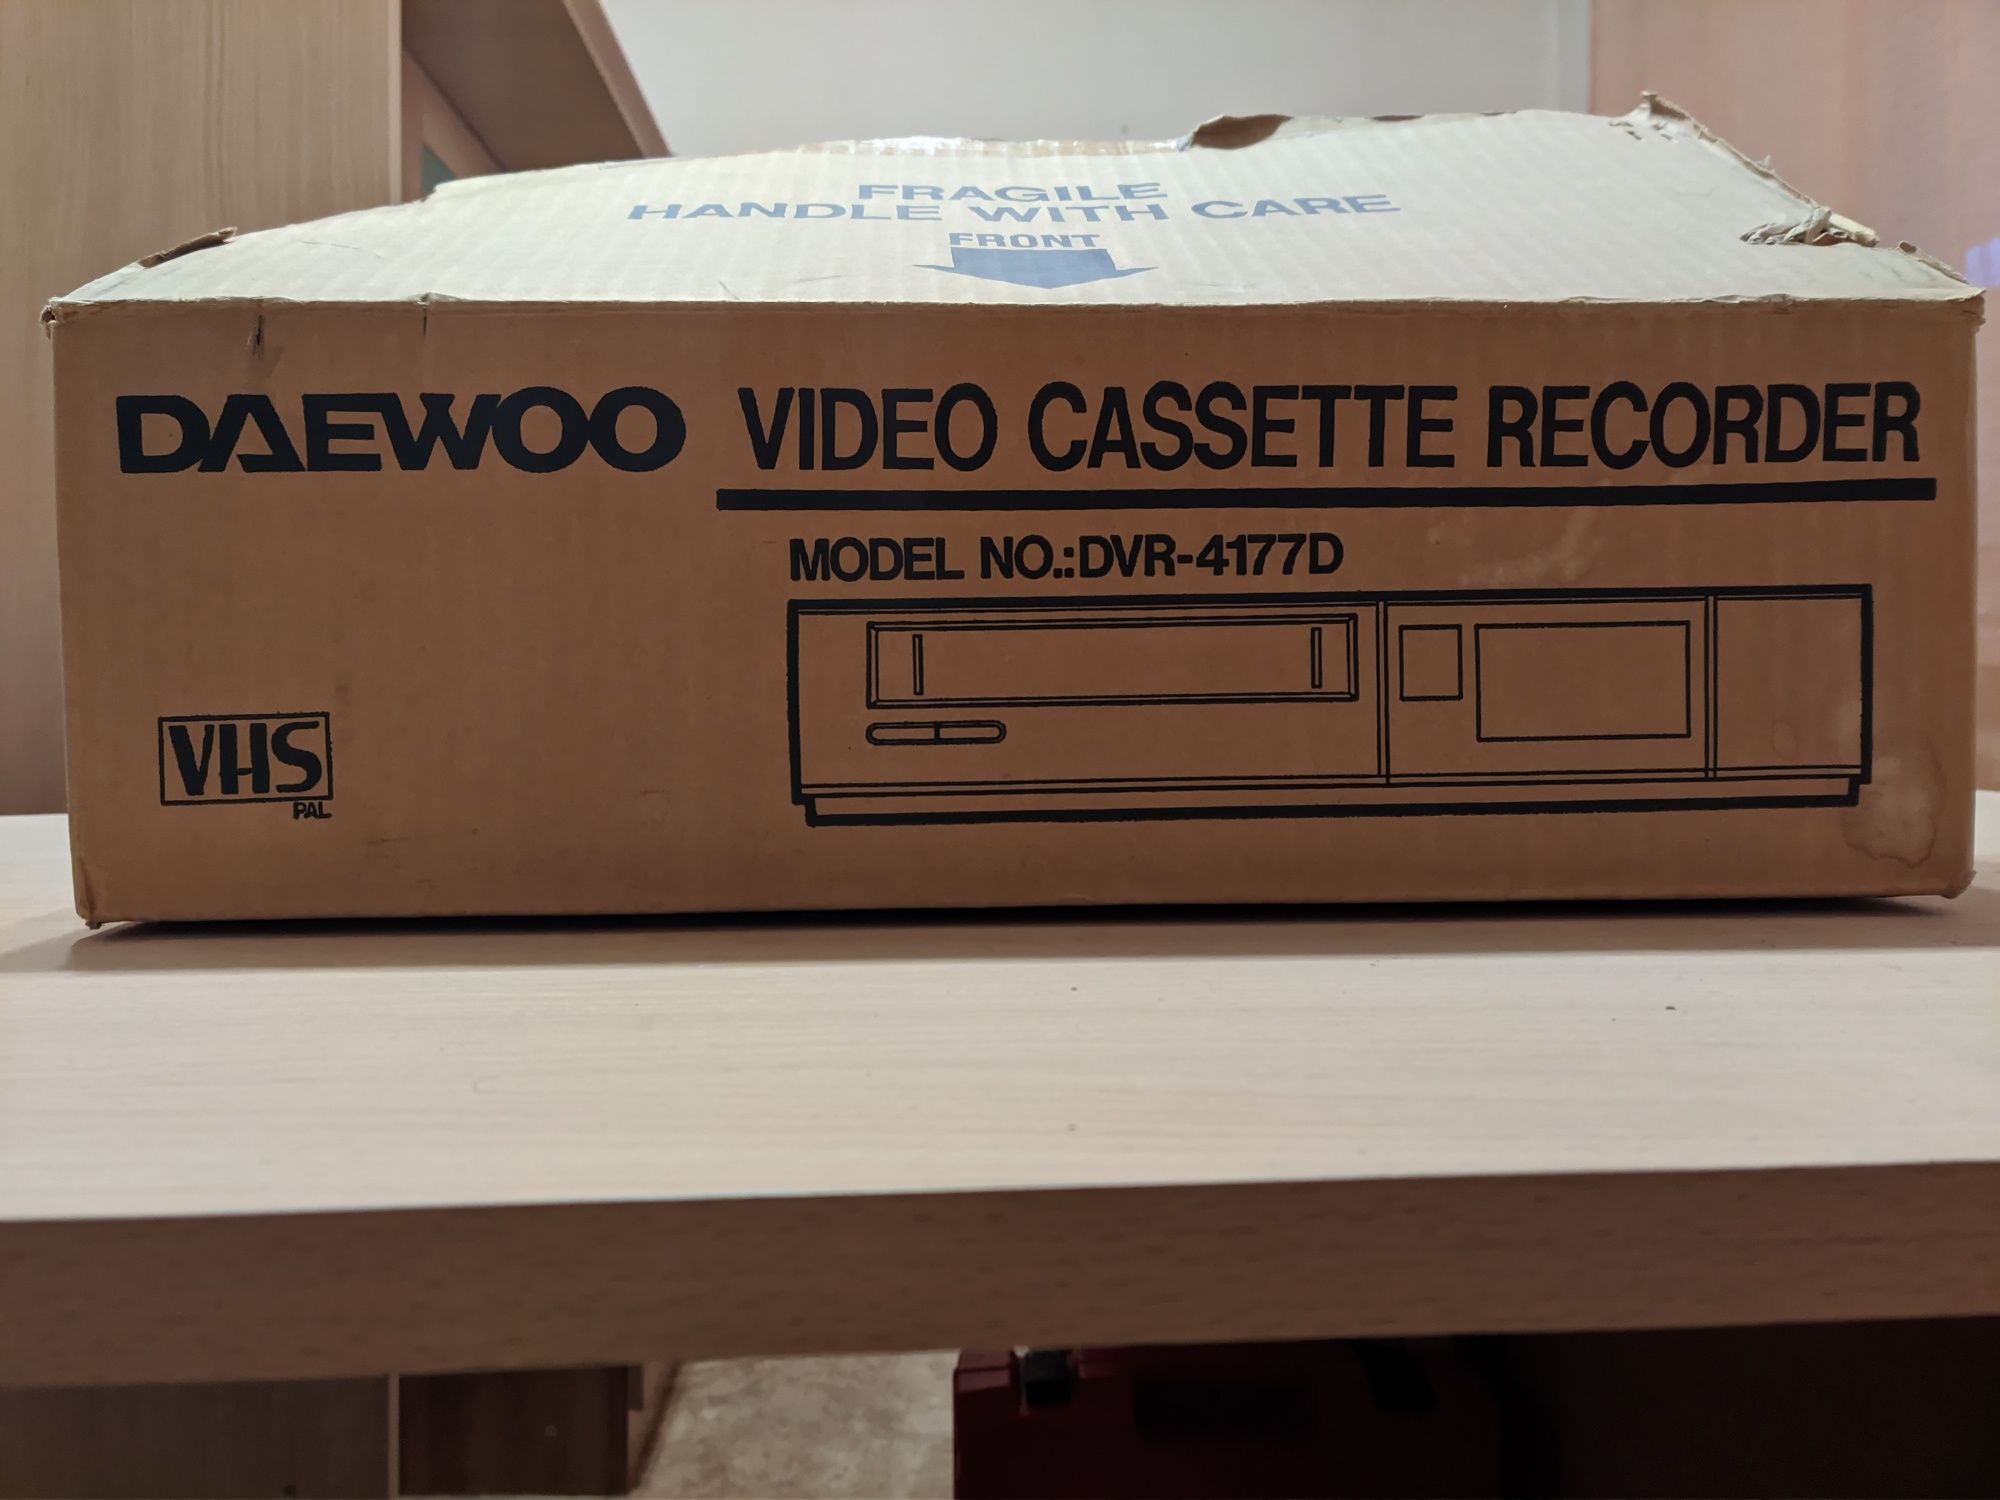 FRAGILE
HANDLE WITH CARE
FRONT
DAEWOO VIDEO CASSETTE RECORDER
MODEL NO.:DVR-4177D
VHS
PAL